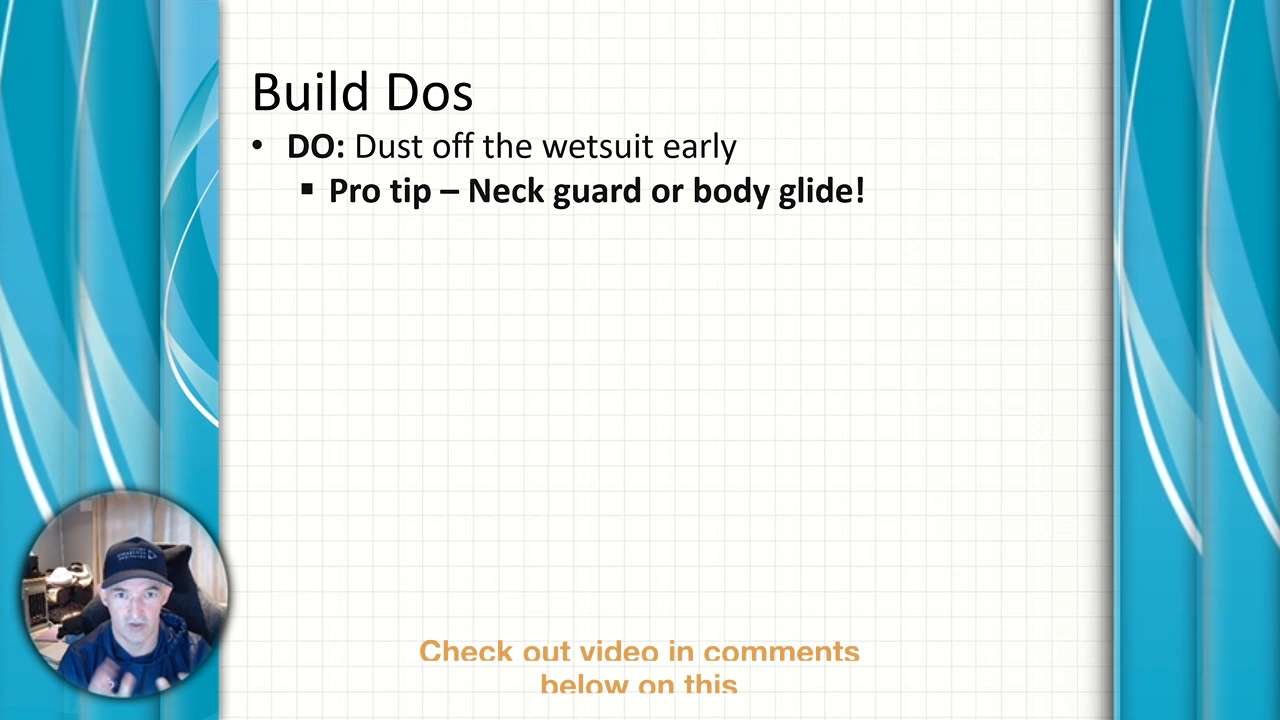 Build Dos
• DO: Dust off the wetsuit early
▪ Pro tip – Neck guard or body glide!
Check out video in comments
below on this